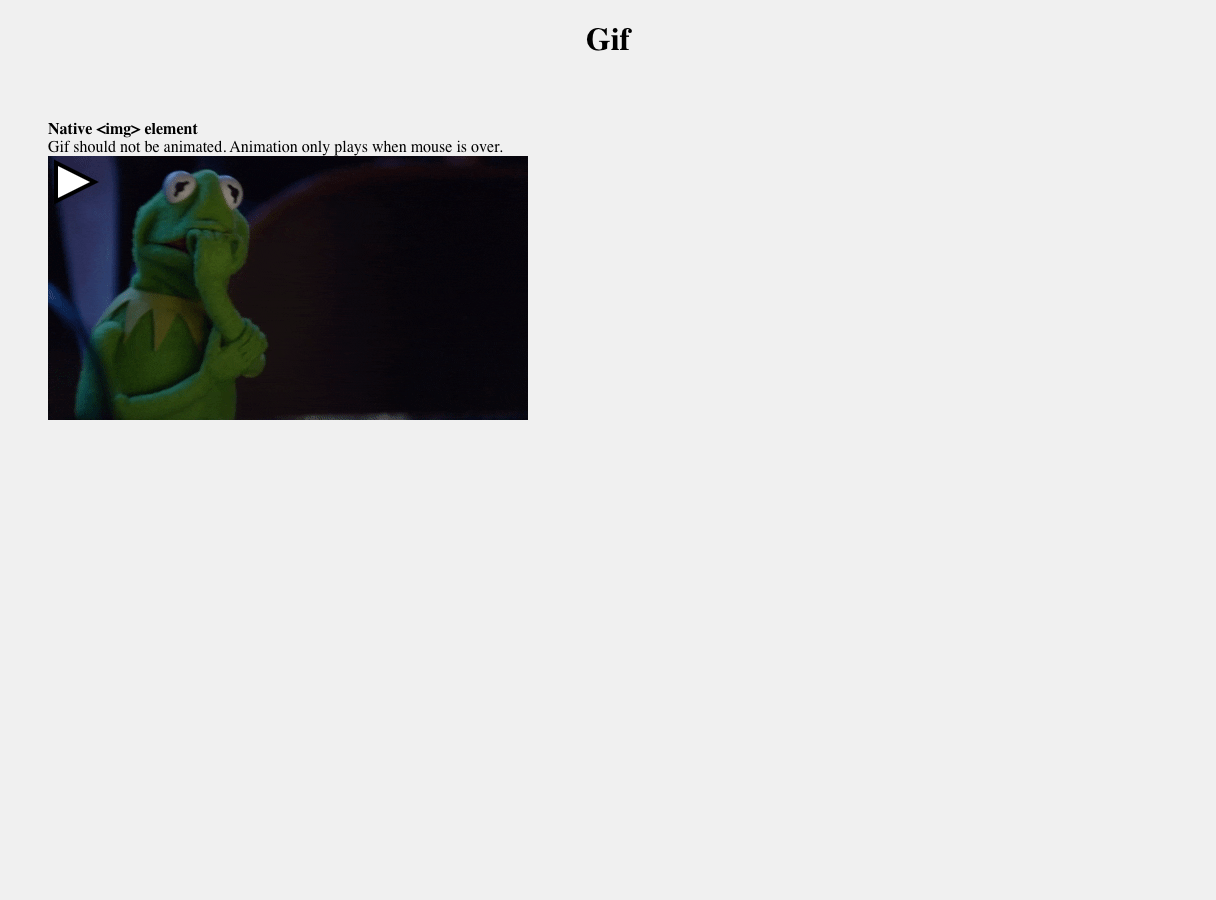 Gif
Native <img> element
Gif should not be animated. Animation only plays when mouse is over.